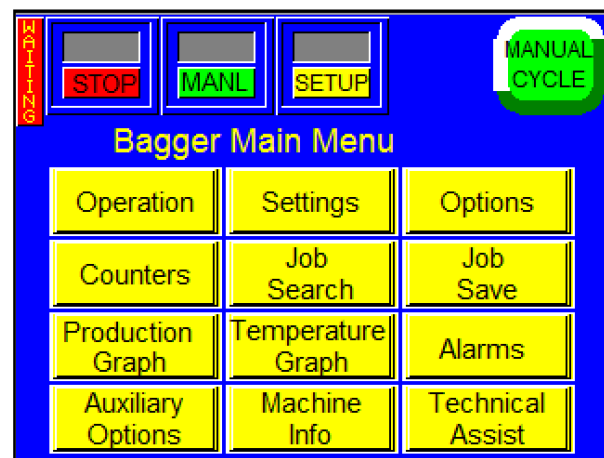 WAITING
STOP MANL SETUP
MANUAL
CYCLE
Bagger Main Menu
Operation Settings Options
Counters
Job
Search
Job
Save
Production
Graph
Temperature
Graph
Alarms
Auxiliary
Options
Machine
Info
Technical
Assist